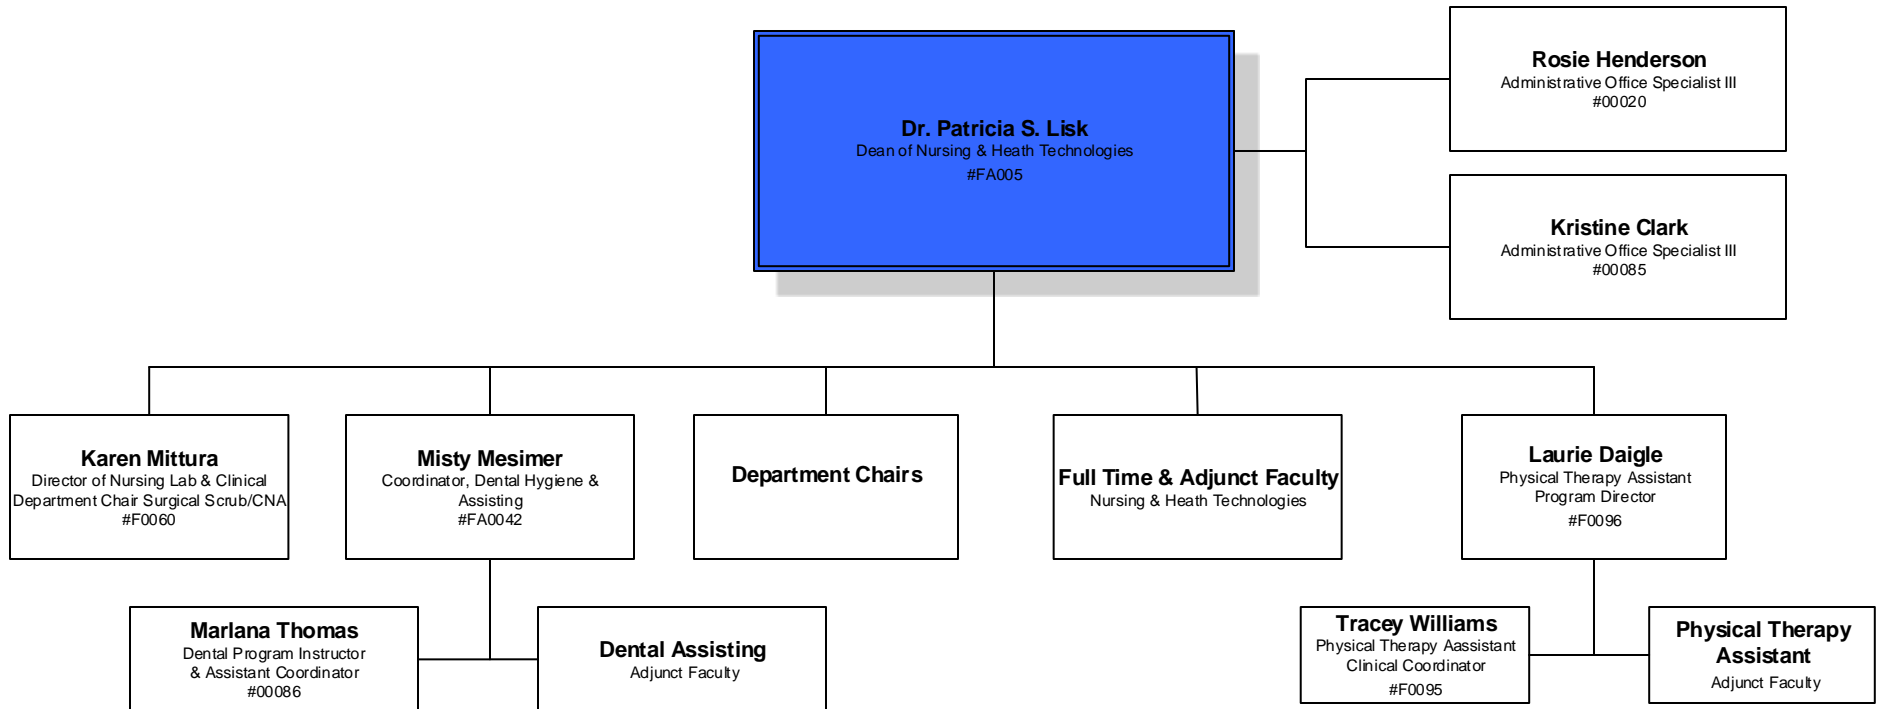 Rosie Henderson
Administrative Office Specialist III
#00020
Dr. Patricia S. Lisk
Dean of Nursing & Heath Technologies
#FA005
Kristine Clark
Administrative Office Specialist III
#00085
Karen Mittura
Director of Nursing Lab & Clinical
Department Chair Surgical Scrub/CNA
#F0060
Misty Mesimer
Coordinator, Dental Hygiene &
Assisting
#FA0042
Department Chairs
Full Time & Adjunct Faculty
Nursing & Heath Technologies
Laurie Daigle
Physical Therapy Assistant
Program Director
#F0096
Marlana Thomas
Dental Program Instructor
& Assistant Coordinator
#00086
Dental Assisting
Adjunct Faculty
Tracey Williams
Physical Therapy Aassistant
Clinical Coordinator
#F0095
Physical Therapy
Assistant
Adjunct Faculty